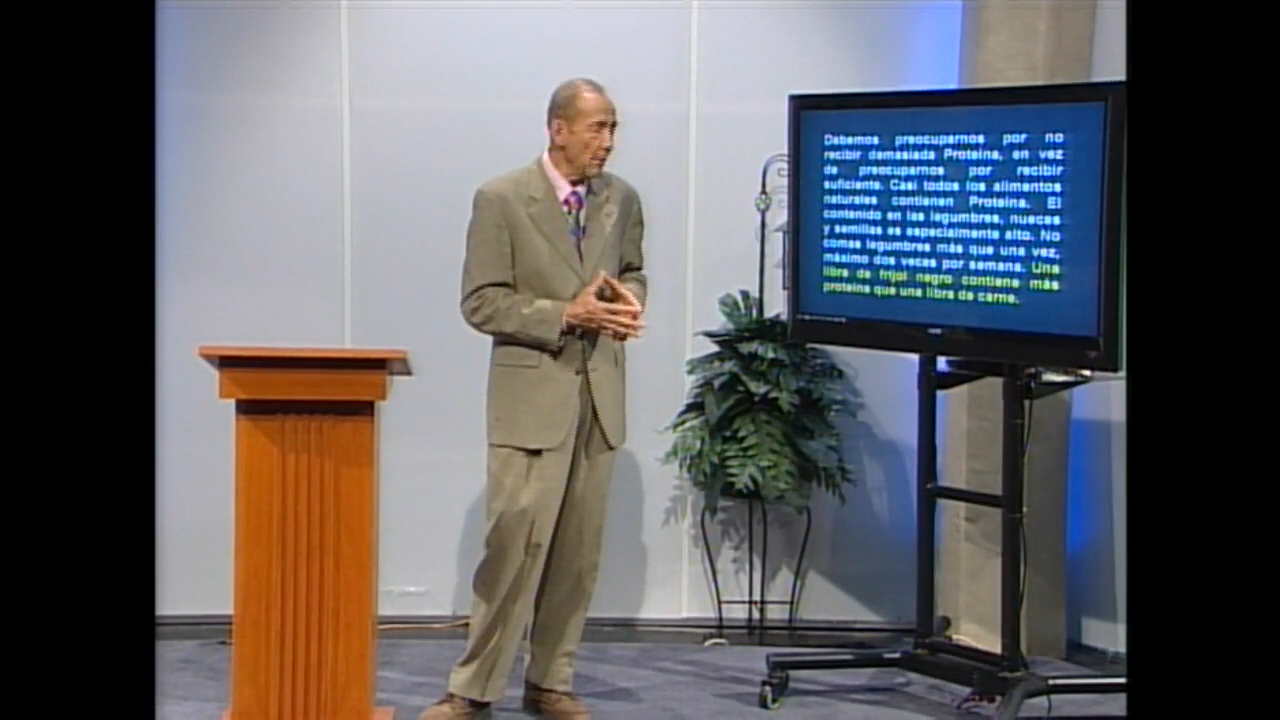 Debemos preocuparnos por no
recibir demasiada Proteína, en vez
de preocuparnos por recibir
suficiente. Casi todos los alimentos
naturales contienen Proteína. El
contenido en las legumbres, nueces
y semillas es especialmente alto. No
comas legumbres más que una vez,
máximo dos veces por semana. Una
libra de frijol negro contiene más
proteína que una libra de carne.